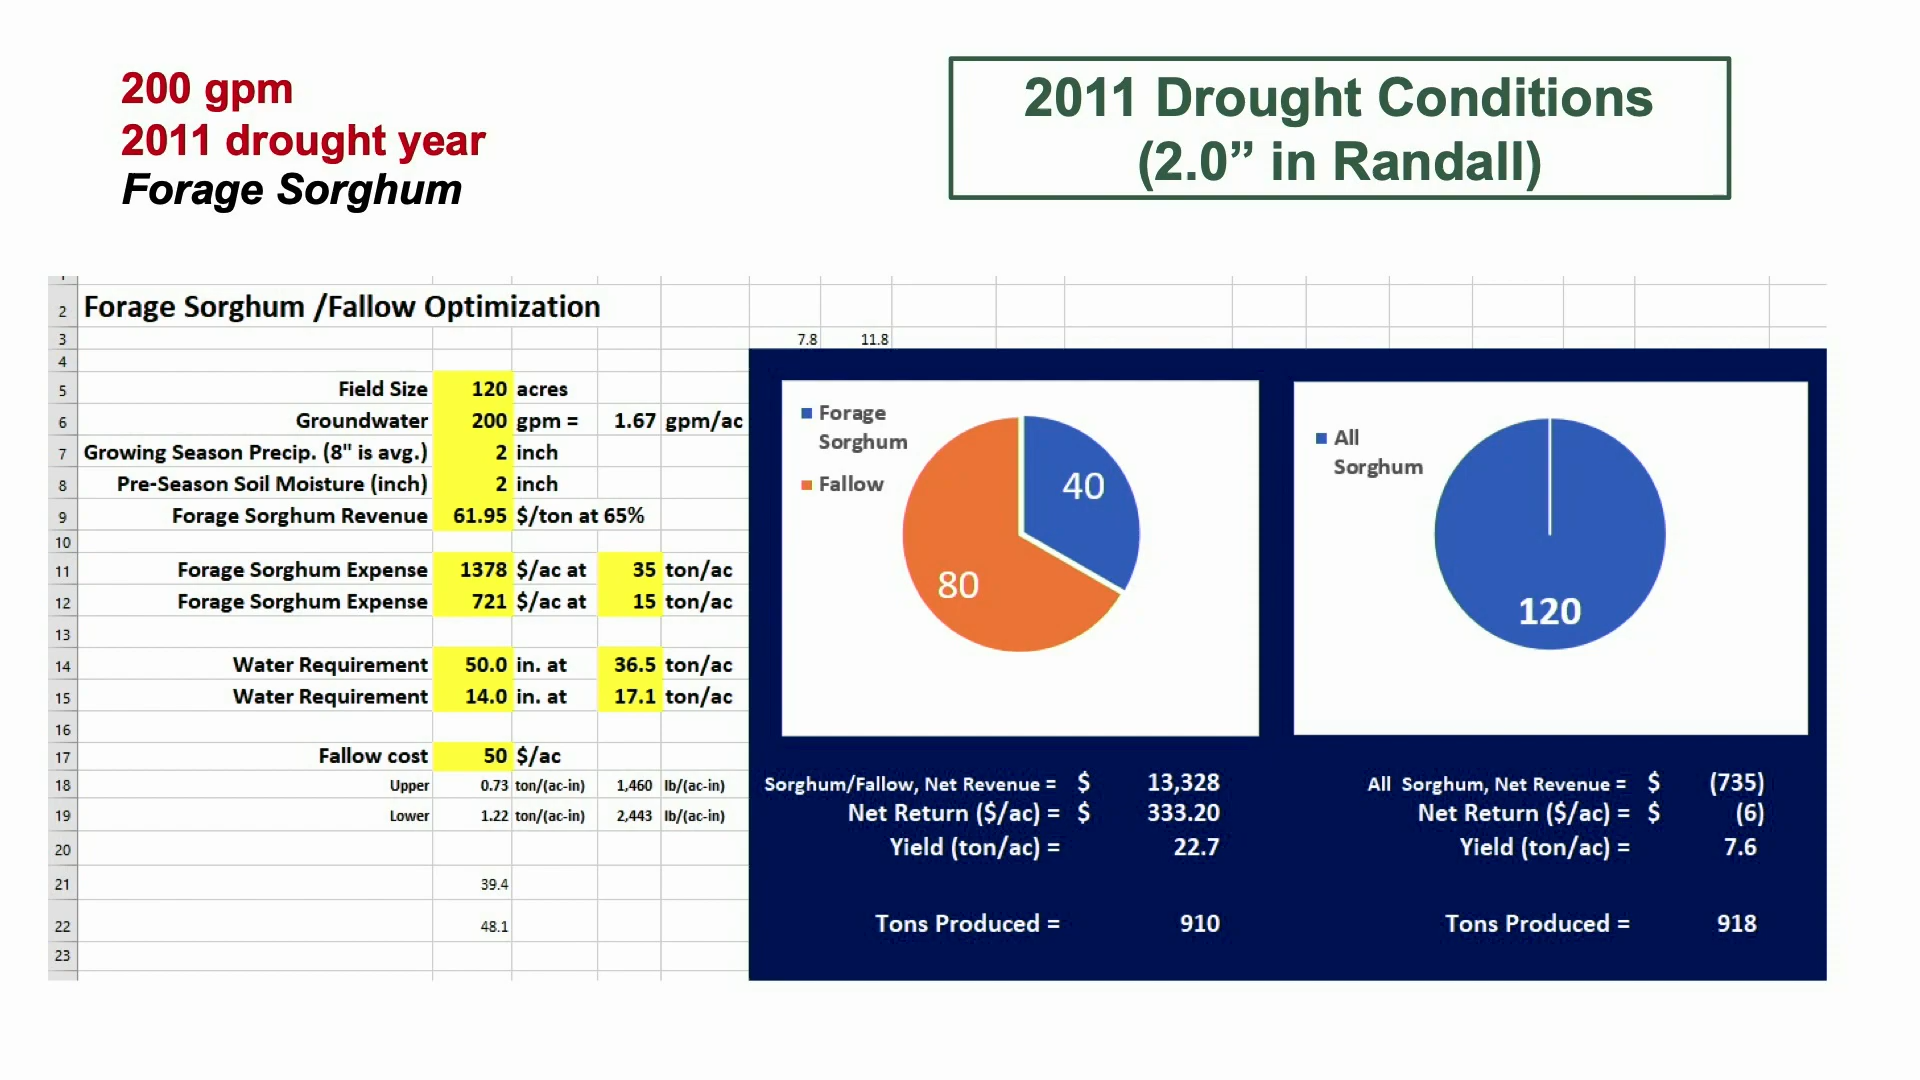 200 gpm
2011 drought year
Forage Sorghum
2011 Drought Conditions
(2.0” in Randall)
2 Forage Sorghum /Fallow Optimization
3 7.8 11.8
4
5 Field Size 120 acres
6 Groundwater 200 gpm = 1.67 gpm/ac
7 Growing Season Precip. (8" is avg.) 2 inch
8 Pre-Season Soil Moisture (inch) 2 inch
9 Forage Sorghum Revenue 61.95 $/ton at 65%
10
11 Forage Sorghum Expense 1378 $/ac at 35 ton/ac
12 Forage Sorghum Expense 721 $/ac at 15 ton/ac
13
14 Water Requirement 50.0 in. at 36.5 ton/ac
15 Water Requirement 14.0 in. at 17.1 ton/ac
16
17 Fallow cost 50 $/ac
18 Upper 0.73 ton/(ac-in) 1,460 lb/(ac-in)
19 Lower 1.22 ton/(ac-in) 2,443 lb/(ac-in)
20
21 39.4
22 48.1
23
Forage
Sorghum
Fallow
40
80
Sorghum/Fallow, Net Revenue = $ 13,328
Net Return ($/ac) = $ 333.20
Yield (ton/ac) = 22.7
Tons Produced = 910
All
Sorghum
120
All Sorghum, Net Revenue = $ (735)
Net Return ($/ac) = $ (6)
Yield (ton/ac) = 7.6
Tons Produced = 918